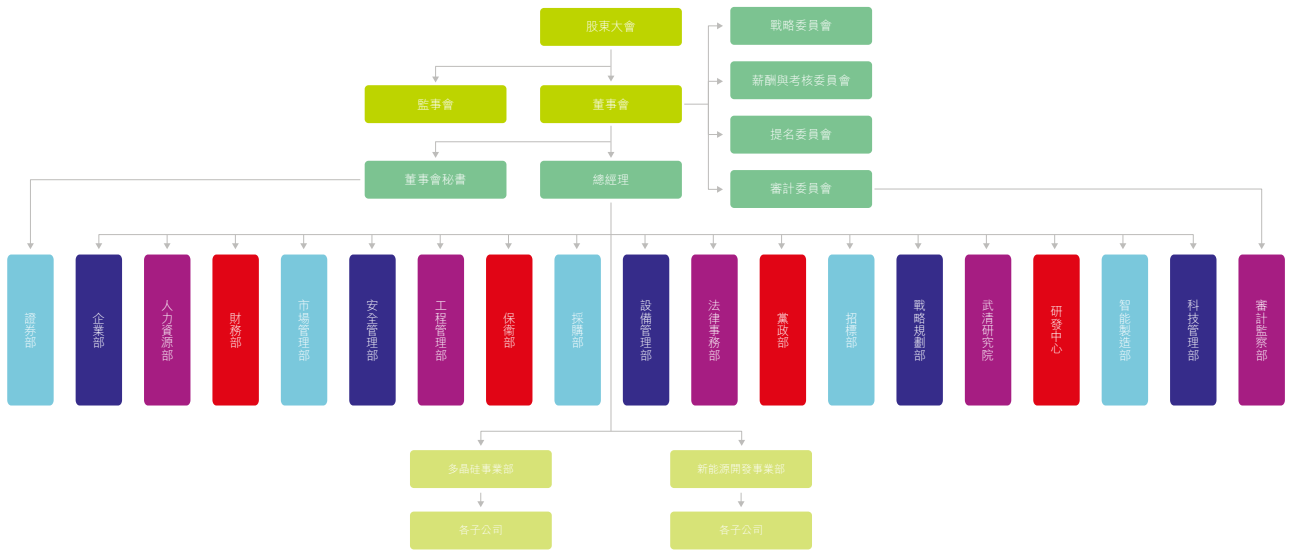 股東大會
戰略委員會
薪酬與考核委員會
監事會
董事會
提名委員會
董事會秘書
總經理
審計委員會
證券部
企業部
人力資源部
財務部
市場管理部
安全管理部
工程管理部
保衛部
採購部
設備管理部
法律事務部
黨政部
招標部
戰略規劃部
武清研究院
研發中心
智能製造部
科技管理部
審計監察部
多晶硅事業部
新能源開發事業部
各子公司
各子公司